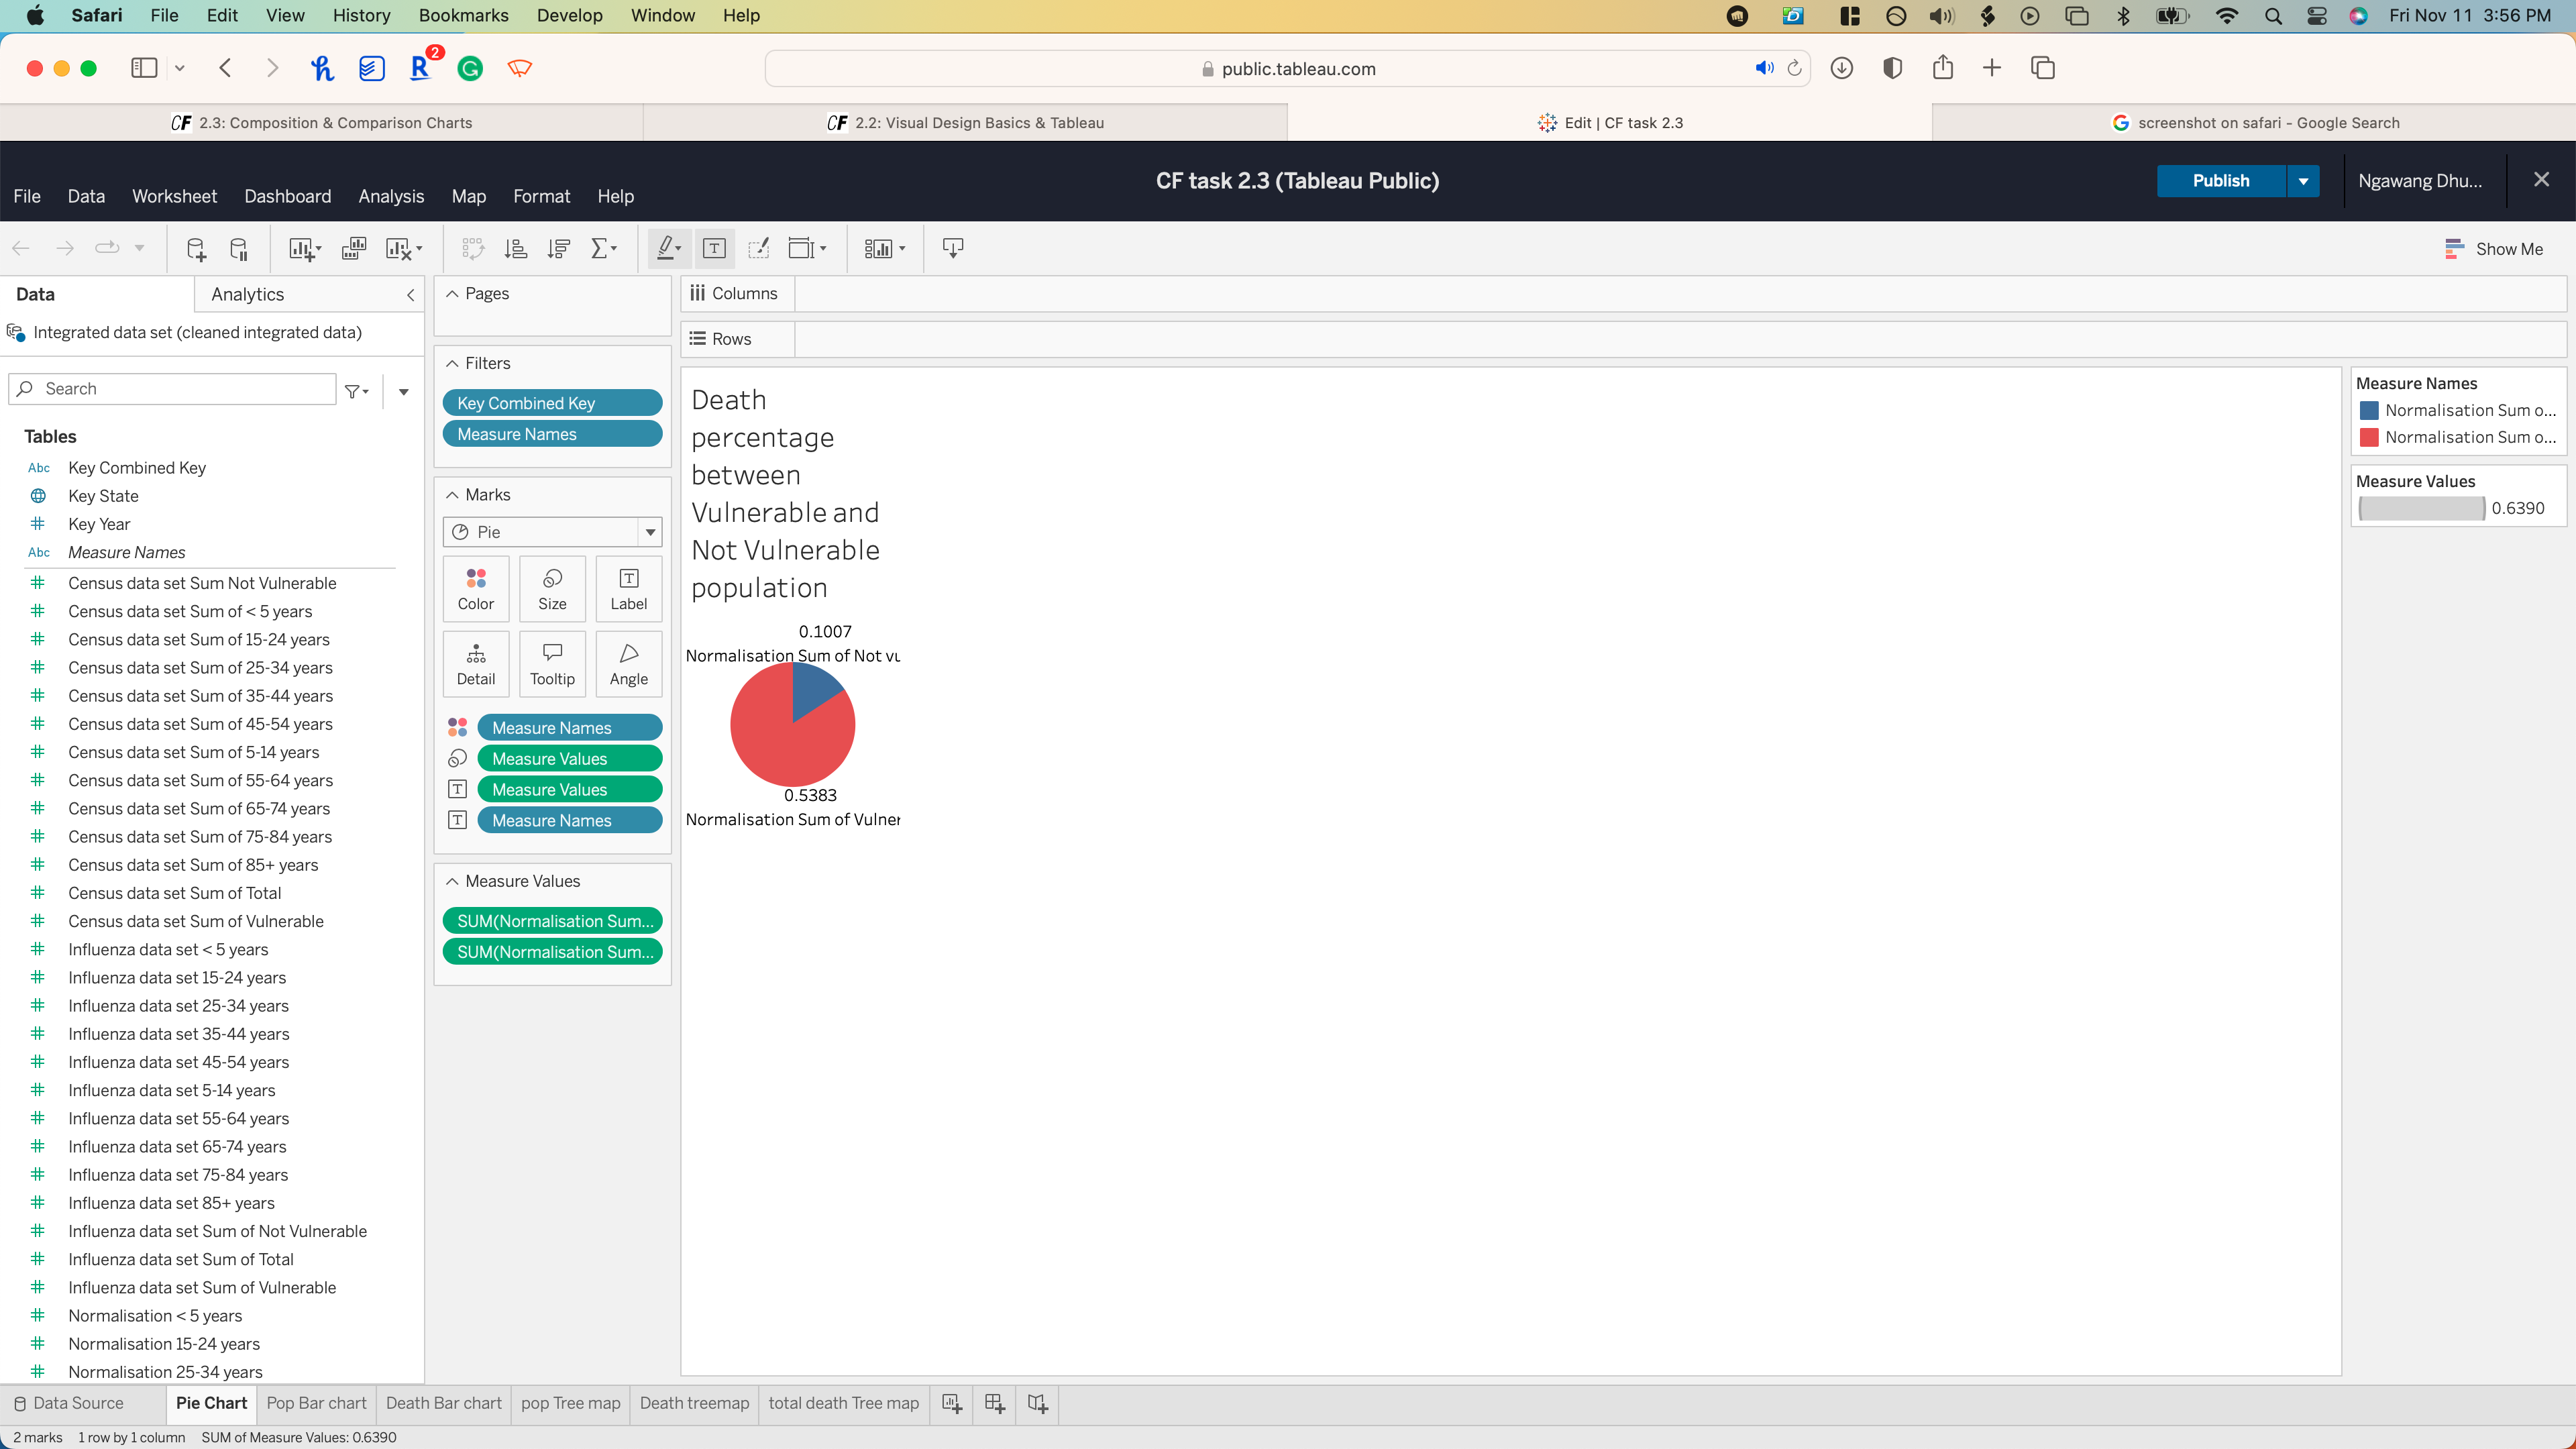 Safari File Edit View History Bookmarks Develop Window Help Fri Nov 11 3:56 PM
2
public.tableau.com
CF 2.3: Composition & Comparison Charts
CF 2.2: Visual Design Basics & Tableau
Edit | CF task 2.3
screenshot on safari - Google Search
CF task 2.3 (Tableau Public)
Publish
Ngawang Dhu...
File Data Worksheet Dashboard Analysis Map Format Help
Show Me
Data
Analytics
Integrated data set (cleaned integrated data)
Search
Tables
Abc Key Combined Key
Key State
# Key Year
Abc Measure Names
# Census data set Sum Not Vulnerable
# Census data set Sum of < 5 years
# Census data set Sum of 15-24 years
# Census data set Sum of 25-34 years
# Census data set Sum of 35-44 years
# Census data set Sum of 45-54 years
# Census data set Sum of 5-14 years
# Census data set Sum of 55-64 years
# Census data set Sum of 65-74 years
# Census data set Sum of 75-84 years
# Census data set Sum of 85+ years
# Census data set Sum of Total
# Census data set Sum of Vulnerable
# Influenza data set < 5 years
# Influenza data set 15-24 years
# Influenza data set 25-34 years
# Influenza data set 35-44 years
# Influenza data set 45-54 years
# Influenza data set 5-14 years
# Influenza data set 55-64 years
# Influenza data set 65-74 years
# Influenza data set 75-84 years
# Influenza data set 85+ years
# Influenza data set Sum of Not Vulnerable
# Influenza data set Sum of Total
# Influenza data set Sum of Vulnerable
# Normalisation < 5 years
# Normalisation 15-24 years
# Normalisation 25-34 years
Pages
Filters
Key Combined Key
Measure Names
Marks
Pie
Color Size Label
Detail Tooltip Angle
Measure Names
Measure Values
Measure Values
Measure Names
Measure Values
SUM(Normalisation Sum...
SUM(Normalisation Sum...
Columns
Rows
Death
percentage
between
Vulnerable and
Not Vulnerable
population
0.1007
Normalisation Sum of Not vu
0.5383
Normalisation Sum of Vulner
Measure Names
Normalisation Sum o...
Normalisation Sum o...
Measure Values
0.6390
Data Source Pie Chart Pop Bar chart Death Bar chart pop Tree map Death treemap total death Tree map
2 marks 1 row by 1 column SUM of Measure Values: 0.6390